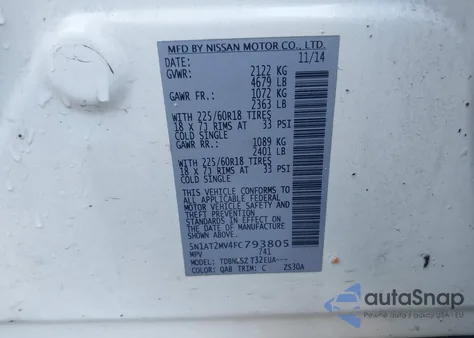 MFD BY NISSAN MOTOR CO., LTD.
DATE: 11/14
GVWR: 2122 KG
4679 LB
GAWR FR.: 1072 KG
2363 LB
WITH 225/60R18 TIRES
18 X 7J RIMS AT 33 PSI
COLD SINGLE
GAWR RR.: 1089 KG
2401 LB
WITH 225/60R18 TIRES
18 X 7J RIMS AT 33 PSI
COLD SINGLE
THIS VEHICLE CONFORMS TO
ALL APPLICABLE FEDERAL
MOTOR VEHICLE SAFETY AND
THEFT PREVENTION
STANDARDS IN EFFECT ON
THE DATE OF MANUFACTURE
SHOWN ABOVE.
5N1AT2MV4FC793805
MPV 741
TYPE: TDBNLSZ T32EUA---
COLOR: QAB TRIM: C ZS30A
autoSnap